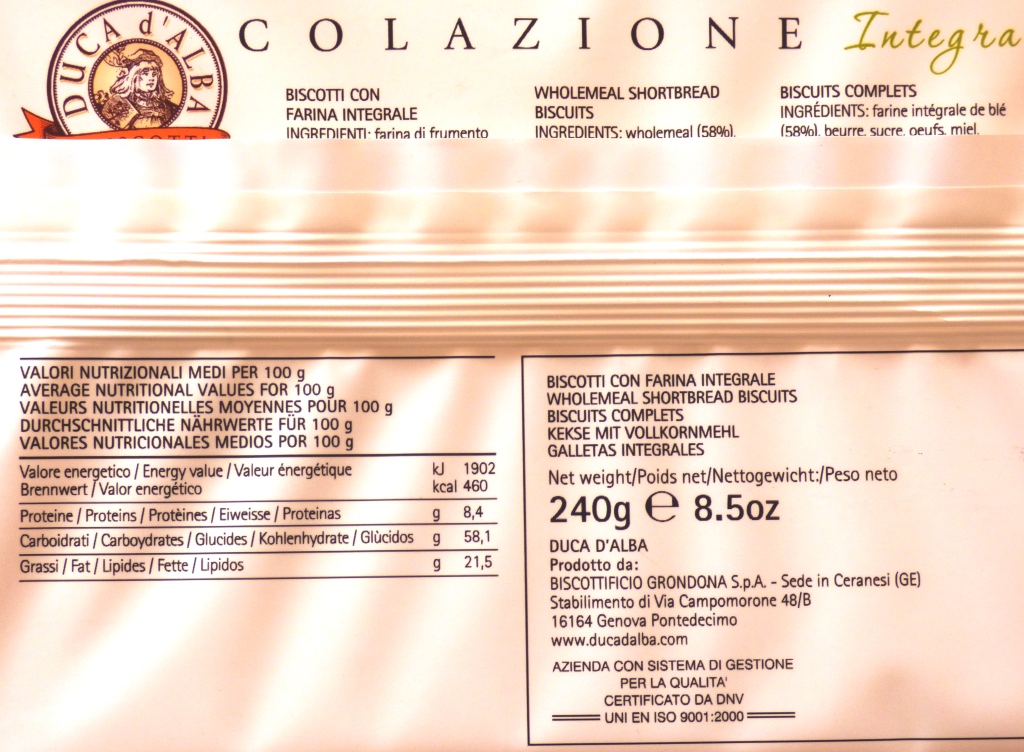 DUCA d'ALBA
COLAZIONE Integra
BISCOTTI CON
FARINA INTEGRALE
INGREDIENTI: farina di frumento
WHOLEMEAL SHORTBREAD
BISCUITS
INGREDIENTS: wholemeal (58%),
BISCUITS COMPLETS
INGRÉDIENTS: farine intégrale de blé
(58%), beurre, sucre, oeufs, miel,
VALORI NUTRIZIONALI MEDI PER 100 g
AVERAGE NUTRITIONAL VALUES FOR 100 g
VALEURS NUTRITIONELLES MOYENNES POUR 100 g
DURCHSCHNITTLICHE NÄHRWERTE FÜR 100 g
VALORES NUTRICIONALES MEDIOS POR 100 g
Valore energetico / Energy value / Valeur énergétique kJ 1902
Brennwert / Valor energético kcal 460
Proteine / Proteins / Protèines / Eiweisse / Proteinas g 8,4
Carboidrati / Carboydrates / Glucides / Kohlenhydrate / Glùcidos g 58,1
Grassi / Fat / Lipides / Fette / Lipidos g 21,5
BISCOTTI CON FARINA INTEGRALE
WHOLEMEAL SHORTBREAD BISCUITS
BISCUITS COMPLETS
KEKSE MIT VOLLKORNMEHL
GALLETAS INTEGRALES
Net weight/Poids net/Nettogewicht:/Peso neto
240g ℮ 8.5oz
DUCA D'ALBA
Prodotto da:
BISCOTTIFICIO GRONDONA S.p.A. - Sede in Ceranesi (GE)
Stabilimento di Via Campomorone 48/B
16164 Genova Pontedecimo
www.ducadalba.com
AZIENDA CON SISTEMA DI GESTIONE
PER LA QUALITA'
CERTIFICATO DA DNV
UNI EN ISO 9001:2000